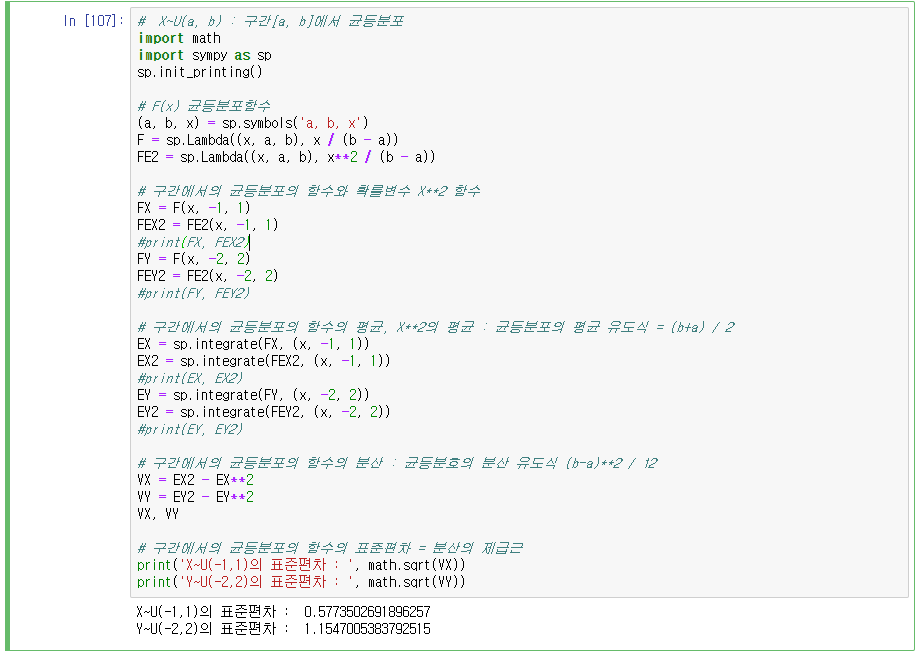 In [107]:
# X~U(a, b) : 구간[a, b]에서 균등분포
import math
import sympy as sp
sp.init_printing()
# F(x) 균등분포함수
(a, b, x) = sp.symbols('a, b, x')
F = sp.Lambda((x, a, b), x / (b - a))
FE2 = sp.Lambda((x, a, b), x**2 / (b - a))
# 구간에서의 균등분포의 함수와 확률변수 X**2 함수
FX = F(x, -1, 1)
FEX2 = FE2(x, -1, 1)
#print(FX, FEX2)
FY = F(x, -2, 2)
FEY2 = FE2(x, -2, 2)
#print(FY, FEY2)
# 구간에서의 균등분포의 함수의 평균, X**2의 평균 : 균등분포의 평균 유도식 = (b+a) / 2
EX = sp.integrate(FX, (x, -1, 1))
EX2 = sp.integrate(FEX2, (x, -1, 1))
#print(EX, EX2)
EY = sp.integrate(FY, (x, -2, 2))
EY2 = sp.integrate(FEY2, (x, -2, 2))
#print(EY, EY2)
# 구간에서의 균등분포의 함수의 분산 : 균등분호의 분산 유도식 (b-a)**2 / 12
VX = EX2 - EX**2
VY = EY2 - EY**2
VX, VY
# 구간에서의 균등분포의 함수의 표준편차 = 분산의 제급근
print('X~U(-1,1)의 표준편차 : ', math.sqrt(VX))
print('Y~U(-2,2)의 표준편차 : ', math.sqrt(VY))
X~U(-1,1)의 표준편차 :  0.5773502691896257
Y~U(-2,2)의 표준편차 :  1.1547005383792515